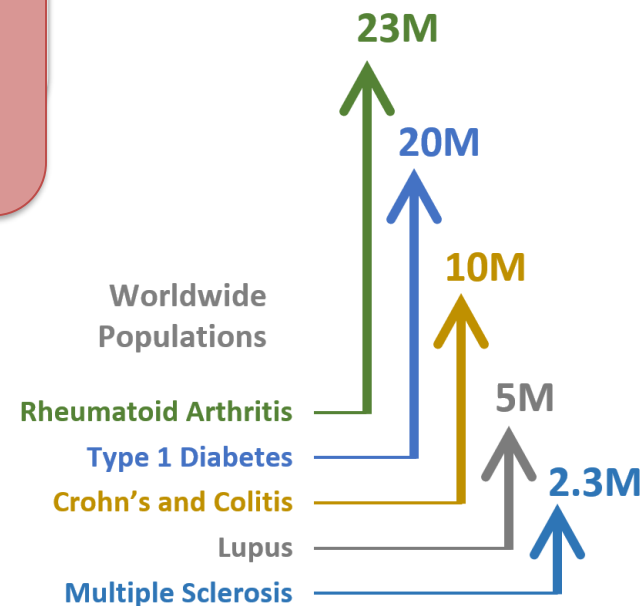 23M
20M
10M
Worldwide
Populations
5M
Rheumatoid Arthritis
Type 1 Diabetes
2.3M
Crohn’s and Colitis
Lupus
Multiple Sclerosis